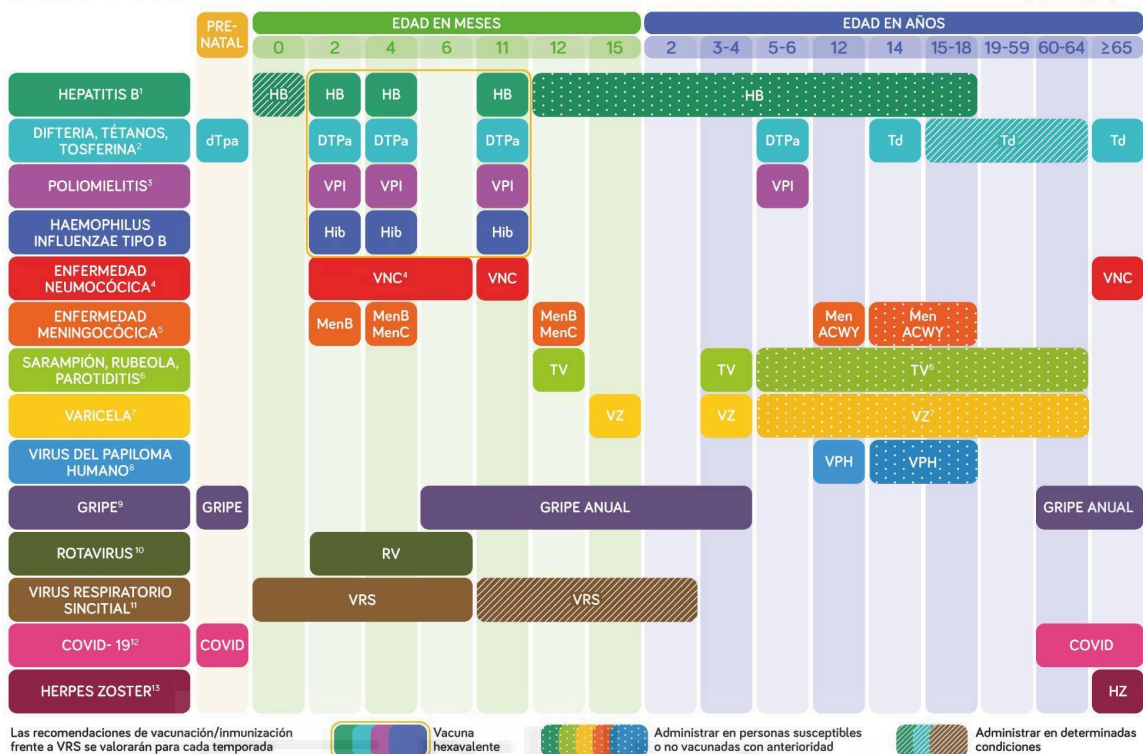 PRE-
NATAL
EDAD EN MESES
EDAD EN AÑOS
0 2 4 6 11 12 15 2 3-4 5-6 12 14 15-18 19-59 60-64 ≥65
HEPATITIS B¹
HB HB HB HB HB
DIFTERIA, TÉTANOS,
TOSFERINA²
dTpa DTPa DTPa DTPa DTPa Td Td Td
POLIOMIELITIS³
VPI VPI VPI VPI
HAEMOPHILUS
INFLUENZAE TIPO B
Hib Hib Hib
ENFERMEDAD
NEUMOCÓCICA⁴
VNC⁴ VNC VNC
ENFERMEDAD
MENINGOCÓCICA⁵
MenB
MenB
MenC
MenB
MenC
Men
ACWY
Men
ACWY
SARAMPIÓN, RUBEOLA,
PAROTIDITIS⁶
TV TV TV⁶
VARICELA⁷
VZ VZ VZ⁷
VIRUS DEL PAPILOMA
HUMANO⁸
VPH VPH
GRIPE⁹
GRIPE GRIPE ANUAL GRIPE ANUAL
ROTAVIRUS ¹⁰
RV
VIRUS RESPIRATORIO
SINCITIAL¹¹
VRS VRS
COVID- 19¹²
COVID COVID
HERPES ZOSTER¹³
HZ
Las recomendaciones de vacunación/inmunización
frente a VRS se valorarán para cada temporada
Vacuna
hexavalente
Administrar en personas susceptibles
o no vacunadas con anterioridad
Administrar en determinadas
condiciones